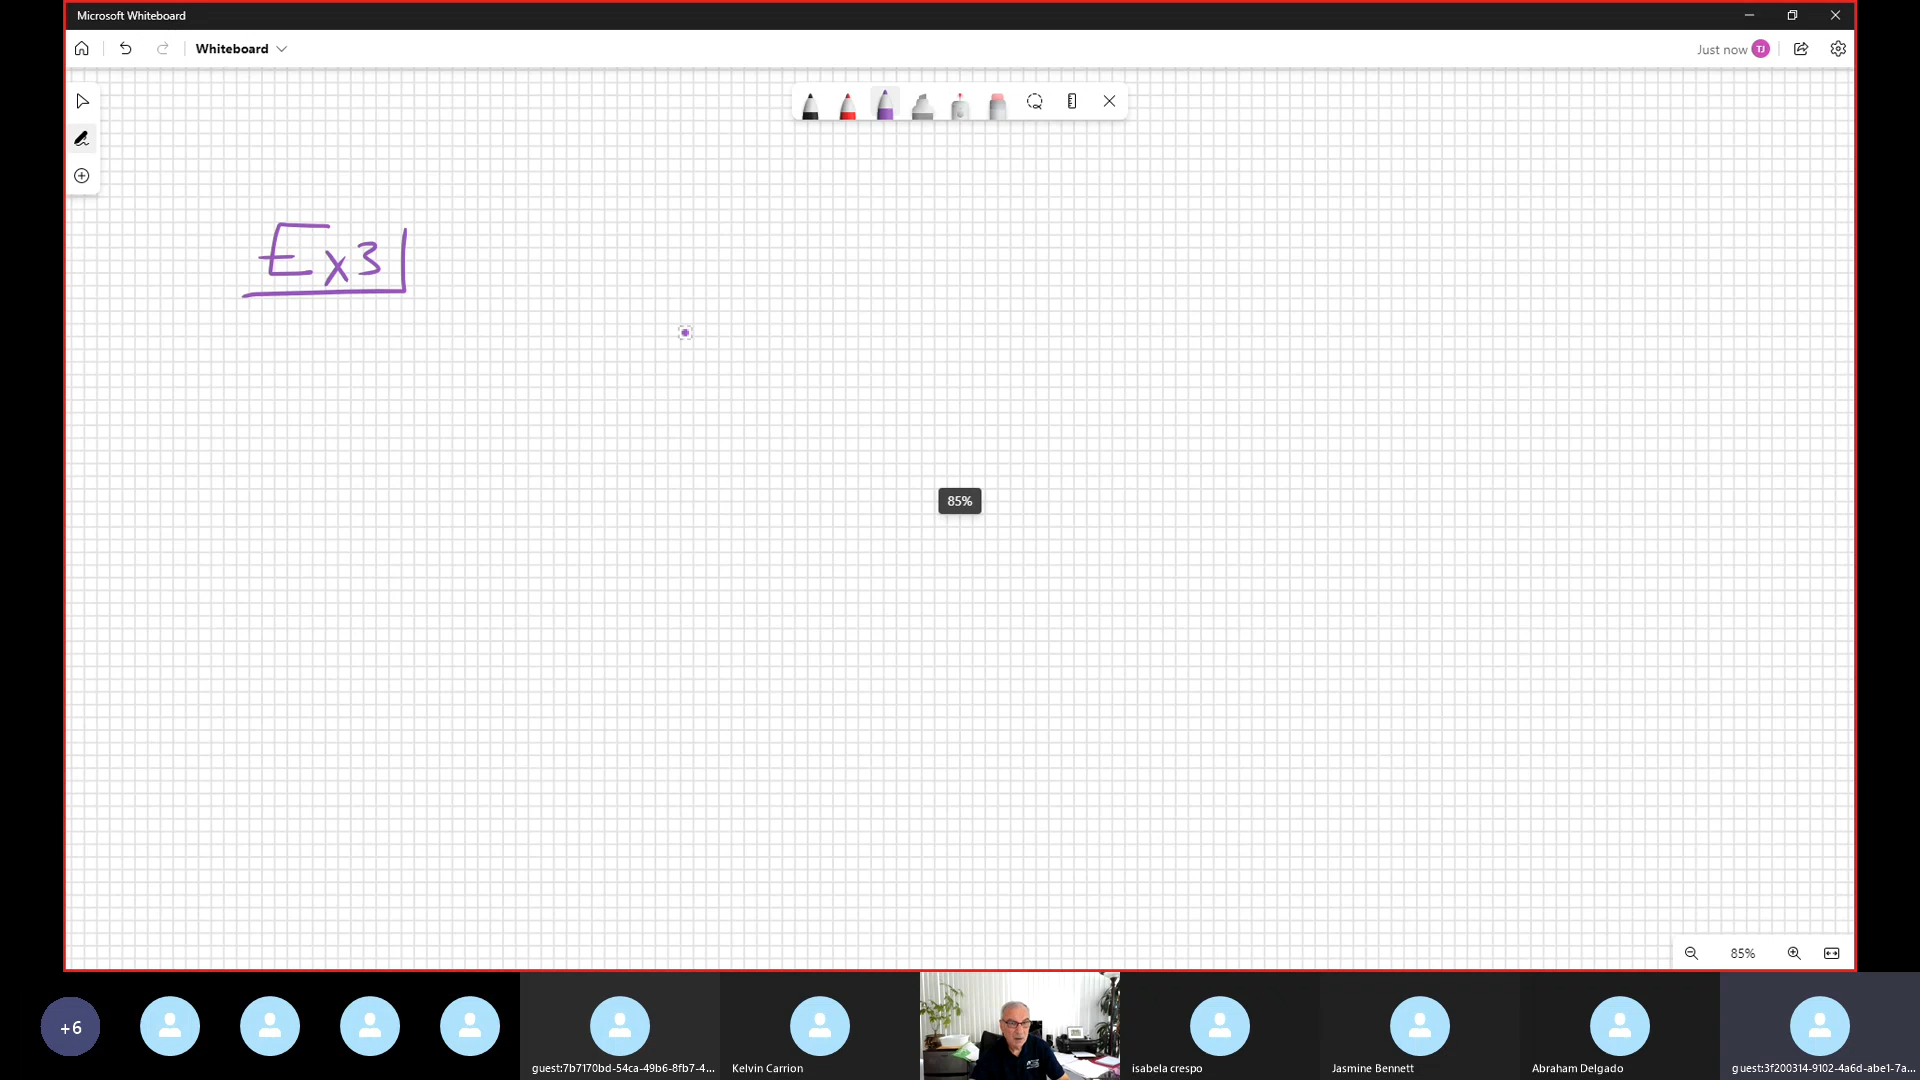 Microsoft Whiteboard
Whiteboard
Just now TJ
Ex3
85%
85%
+6
guest:7b7170bd-54ca-49b6-8fb7-4...
Kelvin Carrion
isabela crespo
Jasmine Bennett
Abraham Delgado
guest:3f200314-9102-4a6d-abe1-7a...